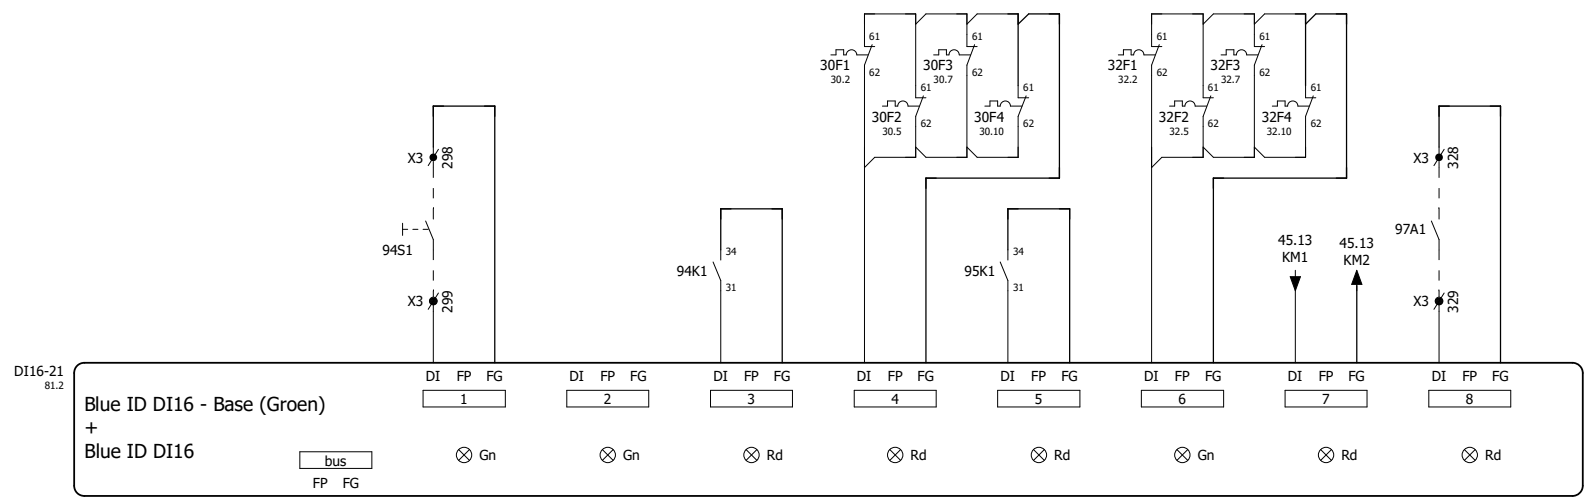 61 61 61 61
30F1 30F3 32F1 32F3
30.2 62 30.7 62 32.2 62 32.7 62
61 61 61 61
30F2 30F4 32F2 32F4
30.5 62 30.10 62 32.5 62 32.10 62
X3 298 X3 328
94S1 97A1
45.13 45.13
KM1 KM2
34 34
94K1 95K1
31 31
X3 299 X3 329
DI16-21
81.2
DI FP FG DI FP FG DI FP FG DI FP FG DI FP FG DI FP FG DI FP FG DI FP FG
1 2 3 4 5 6 7 8
Blue ID DI16 - Base (Groen)
+
Blue ID DI16
Gn Gn Rd Rd Rd Gn Rd Rd
bus
FP FG